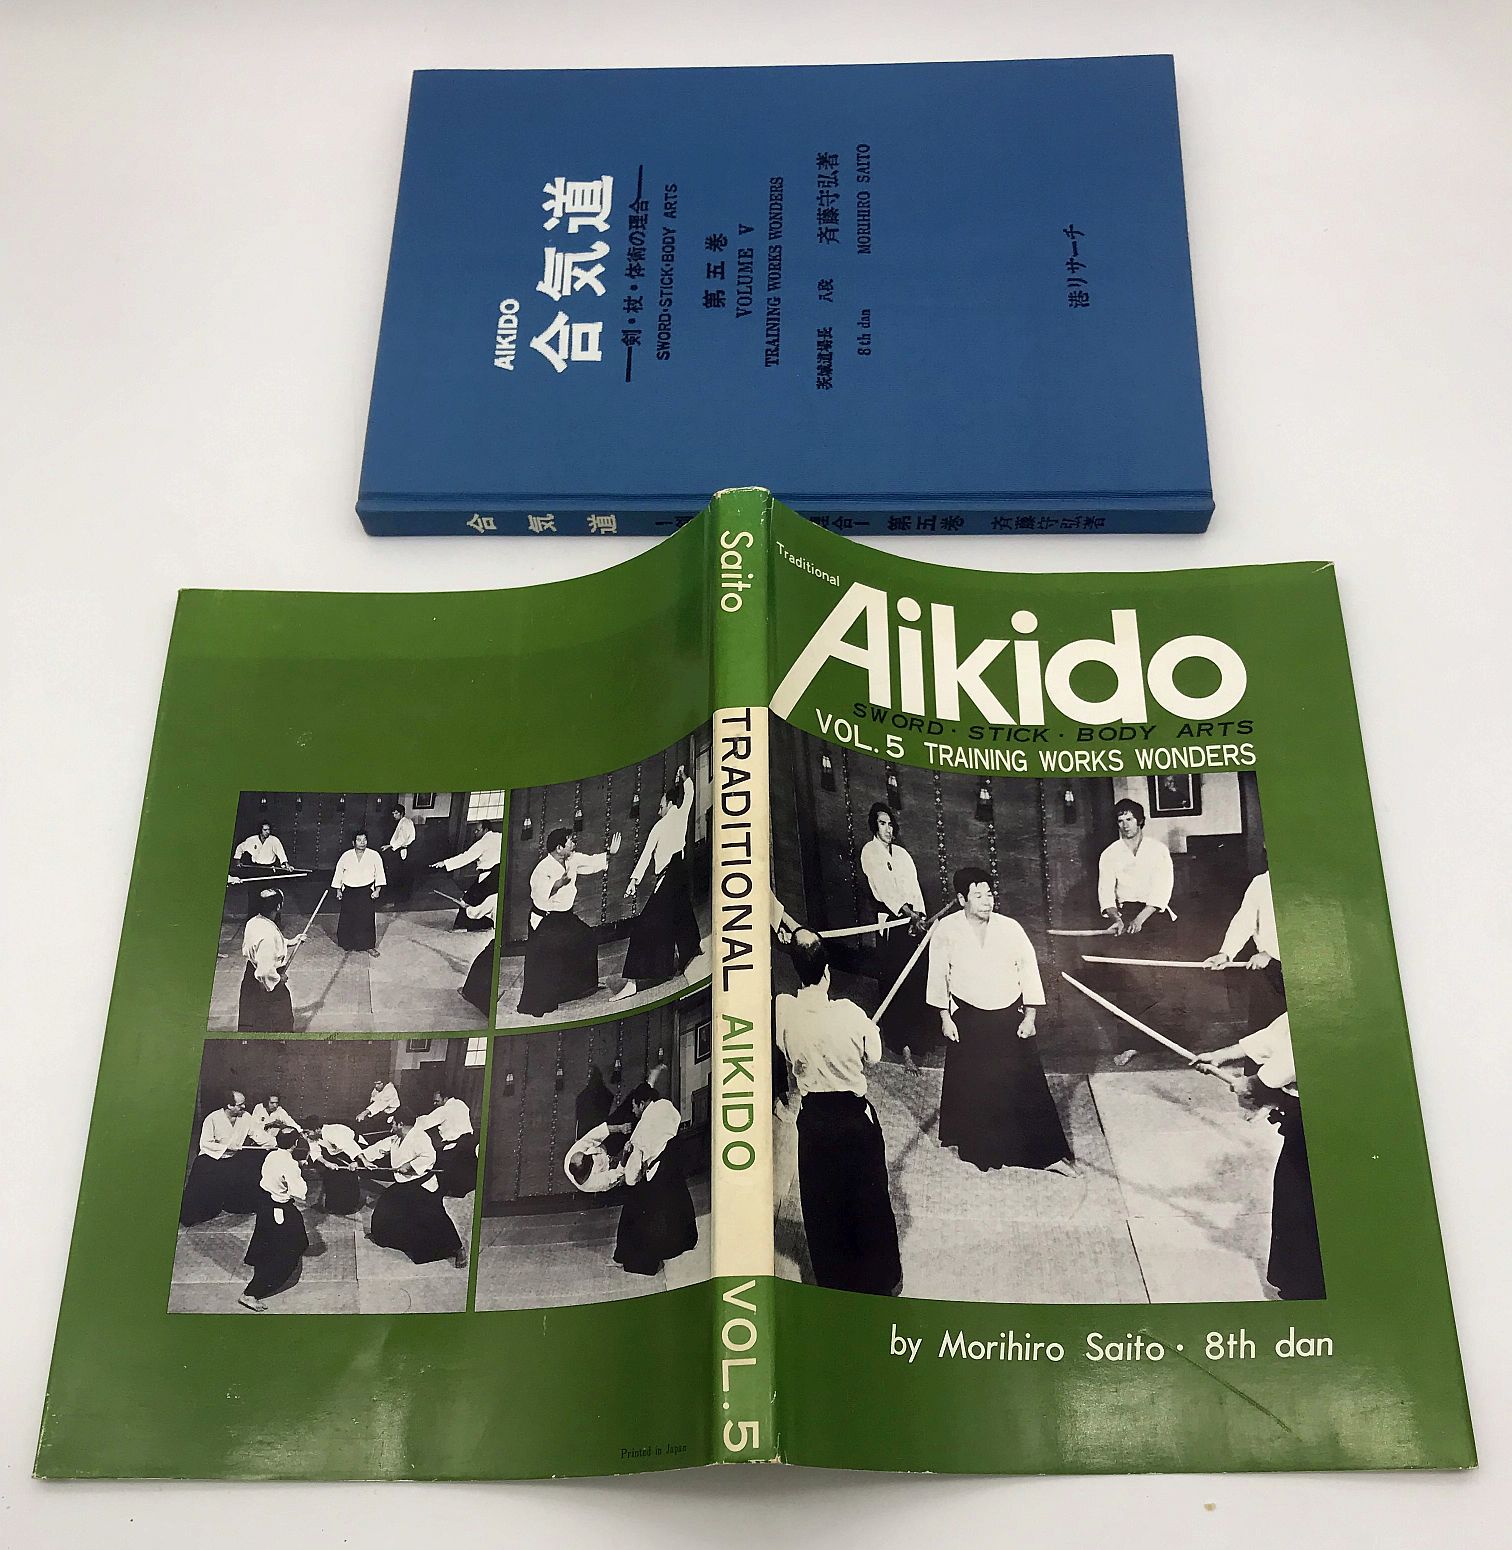 AIKIDO
合気道
―剣・杖・体術の理合―
SWORD・STICK・BODY ARTS
第五巻
VOLUME V
TRAINING WORKS WONDERS
茨城道場長 八段 斉藤守弘著
8th dan MORIHIRO SAITO
港リサーチ
合気道 理合― 第五巻 斉藤守弘著
Saito
TRADITIONAL AIKIDO
VOL.5
Traditional
Aikido
SWORD・STICK・BODY ARTS
VOL.5 TRAINING WORKS WONDERS
by Morihiro Saito・8th dan
Printed in Japan